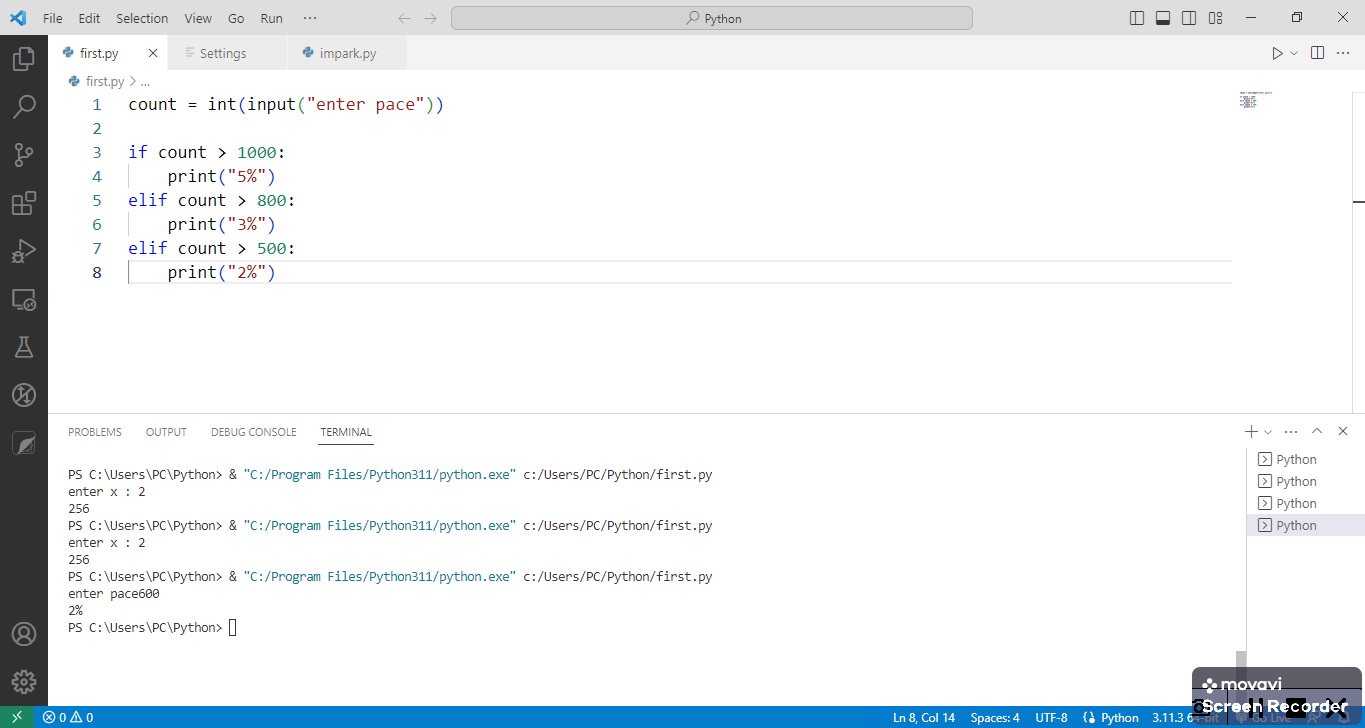 File Edit Selection View Go Run ··· Python
first.py Settings impark.py
first.py > ...
1 count = int(input("enter pace"))
2
3 if count > 1000:
4     print("5%")
5 elif count > 800:
6     print("3%")
7 elif count > 500:
8     print("2%")
PROBLEMS OUTPUT DEBUG CONSOLE TERMINAL
PS C:\Users\PC\Python> & "C:/Program Files/Python311/python.exe" c:/Users/PC/Python/first.py
enter x : 2
256
PS C:\Users\PC\Python> & "C:/Program Files/Python311/python.exe" c:/Users/PC/Python/first.py
enter x : 2
256
PS C:\Users\PC\Python> & "C:/Program Files/Python311/python.exe" c:/Users/PC/Python/first.py
enter pace600
2%
PS C:\Users\PC\Python>
Python
Python
Python
Python
movavi
Screen Recorder
0 0 Ln 8, Col 14 Spaces: 4 UTF-8 Python 3.11.3 64-bit Go Live